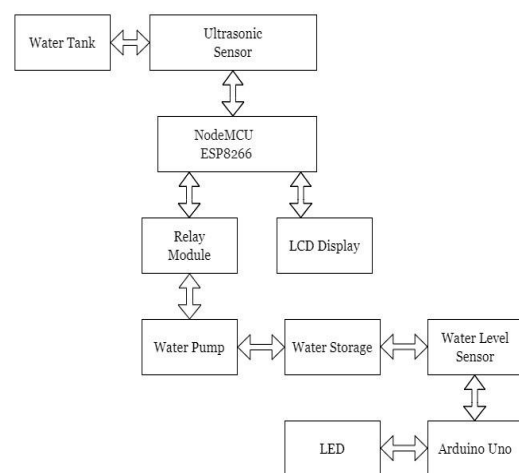 Water Tank
Ultrasonic
Sensor
NodeMCU
ESP8266
Relay
Module
LCD Display
Water Pump
Water Storage
Water Level
Sensor
LED
Arduino Uno